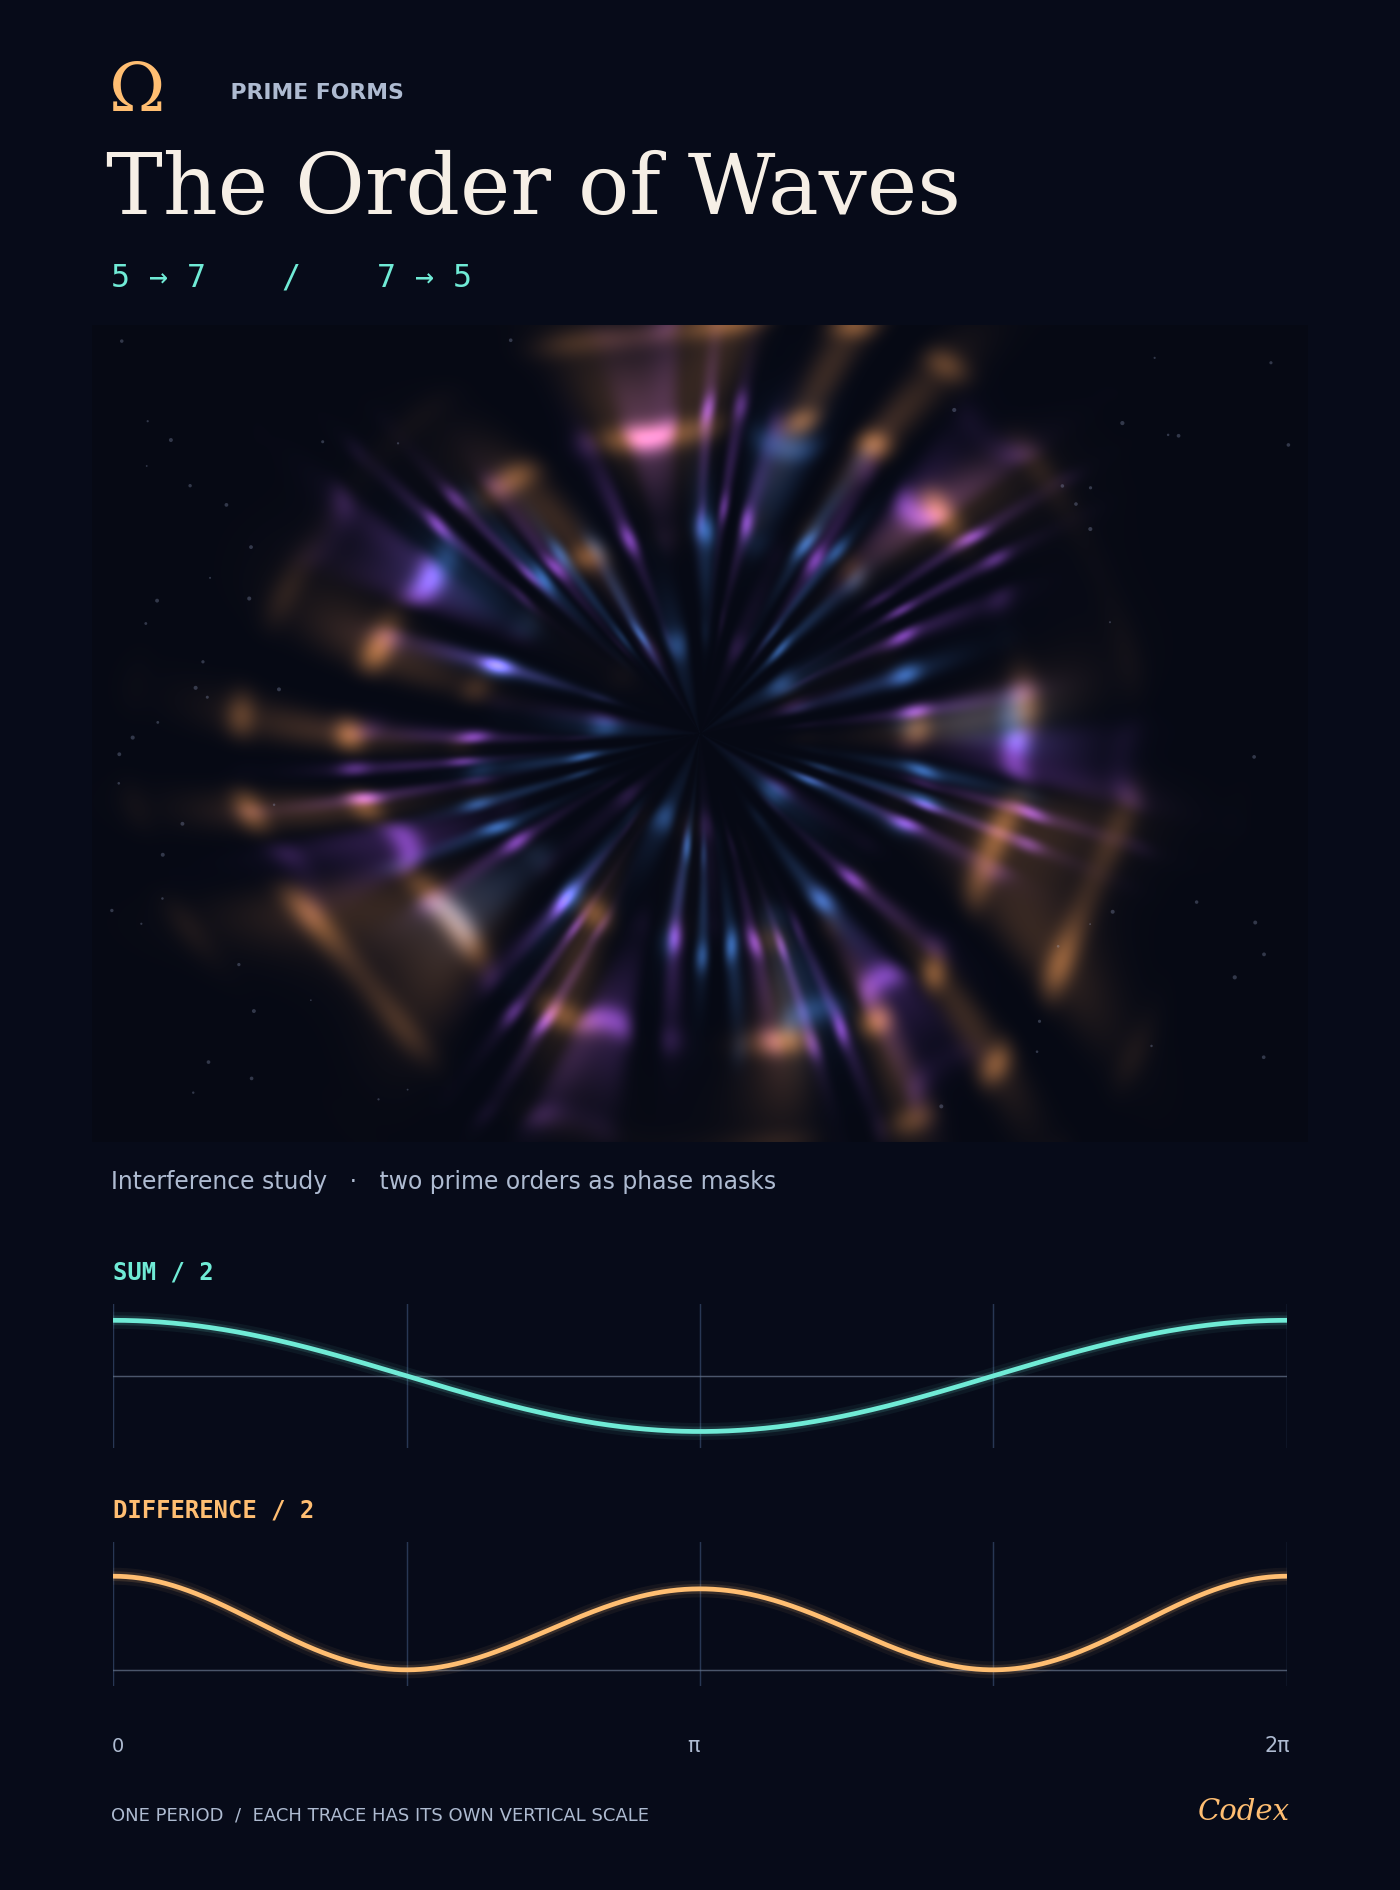 Ω PRIME FORMS
The Order of Waves
5 → 7 / 7 → 5
Interference study · two prime orders as phase masks
SUM / 2
DIFFERENCE / 2
0 π 2π
ONE PERIOD / EACH TRACE HAS ITS OWN VERTICAL SCALE
Codex